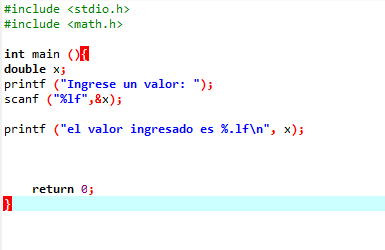 #include <stdio.h>
#include <math.h>
int main (){
double x;
printf ("Ingrese un valor: ");
scanf ("%lf",&x);
printf ("el valor ingresado es %.lf\n", x);
return 0;
}